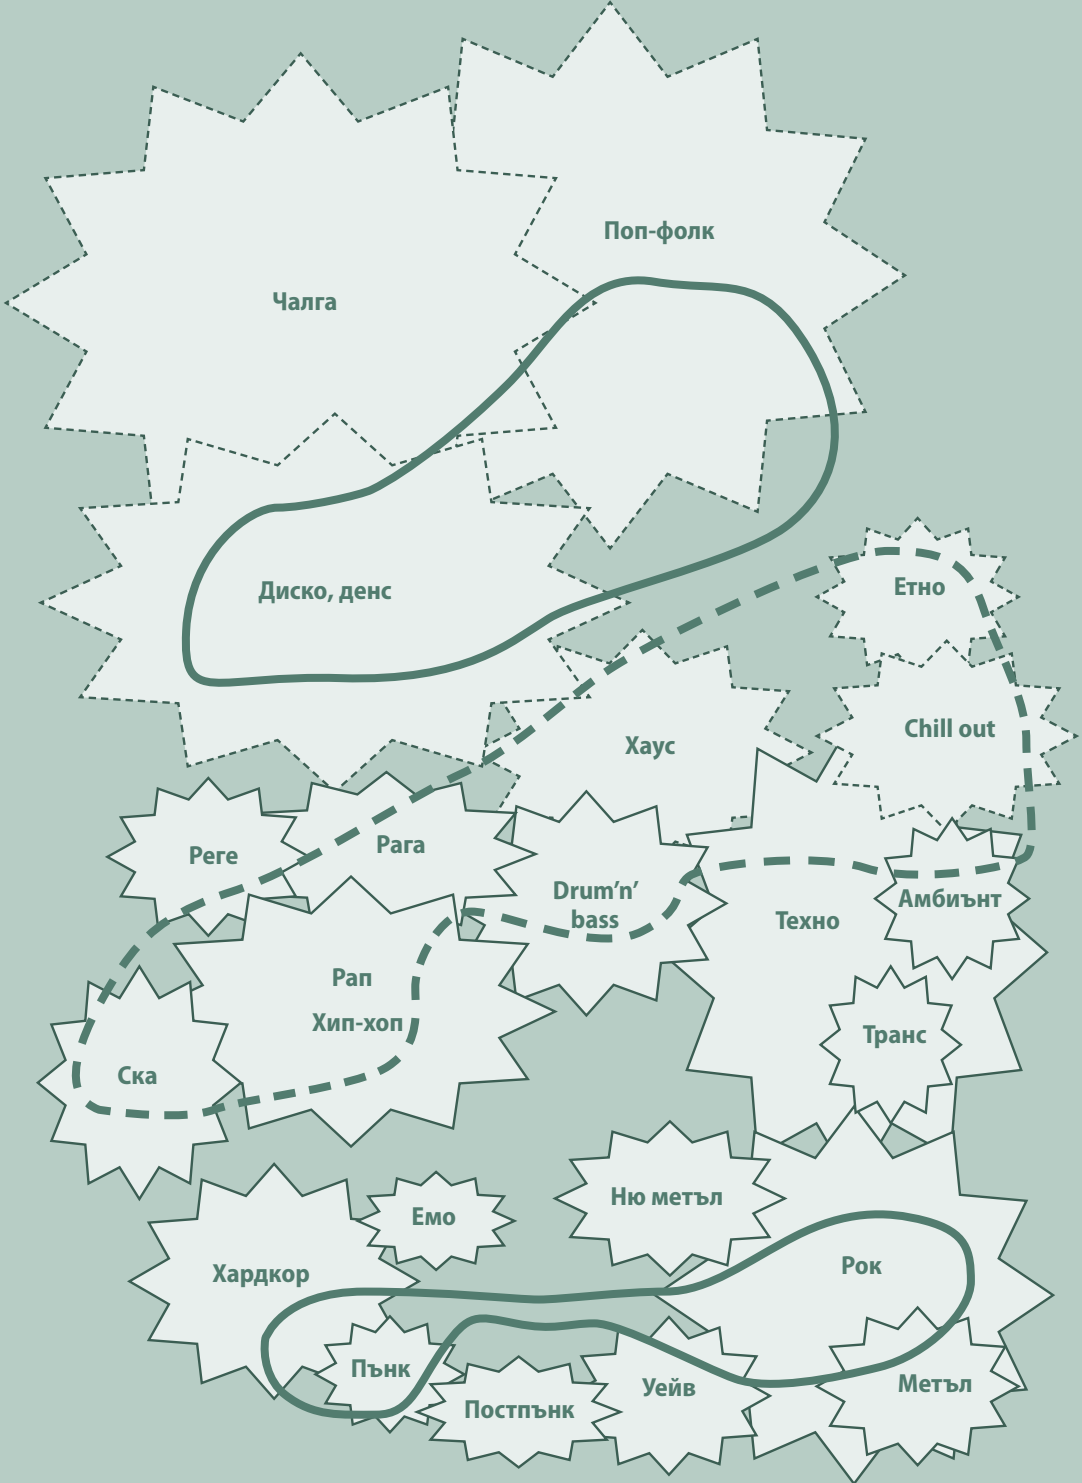 Поп-фолк
Чалга
Диско, денс
Етно
Chill out
Хаус
Рага
Реге
Drum’n’
bass
Амбиънт
Техно
Рап
Хип-хоп
Транс
Ска
Ню метъл
Емо
Рок
Хардкор
Пънк
Метъл
Уейв
Постпънк